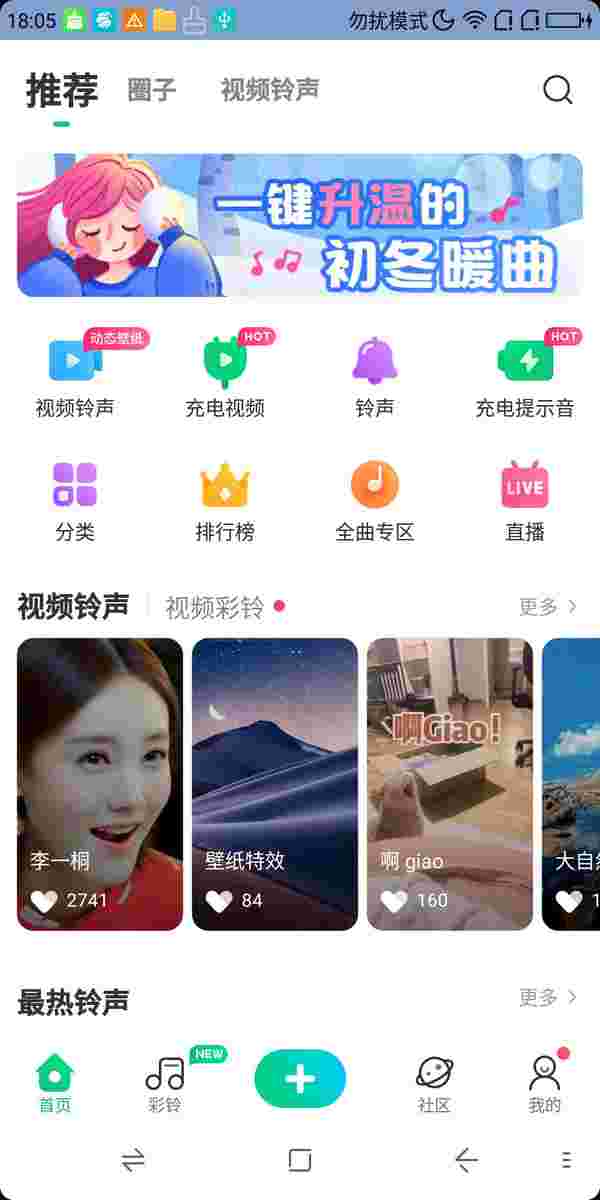 18:05 勿扰模式
推荐 圈子 视频铃声
一键升温的
初冬暖曲
动态壁纸 HOT HOT
视频铃声 充电视频 铃声 充电提示音
LIVE
分类 排行榜 全曲专区 直播
视频铃声 视频彩铃 更多
啊Giao!
李一桐 壁纸特效 啊 giao 大自然
2741 84 160 1
最热铃声 更多
NEW
首页 彩铃 社区 我的